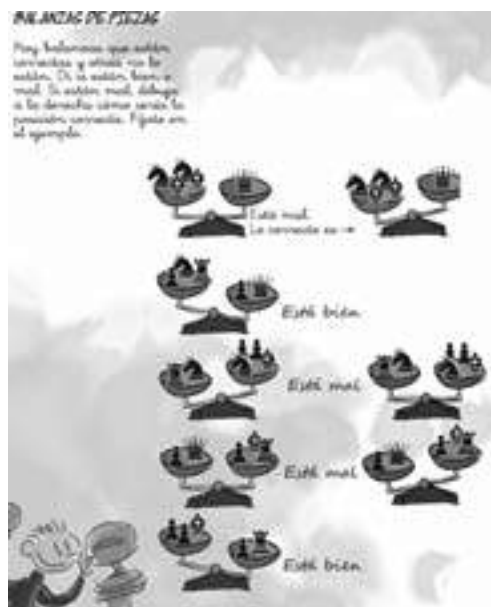 BALANZAS DE PIEZAS
Hay balanzas que están
correctas y otras no lo
están. Di si están bien o
mal. Si están mal, dibuja
a la derecha cómo sería la
posición correcta. Fíjate en
el ejemplo.
Está mal.
Lo correcto es →
Está bien
Está mal
Está mal
Está bien